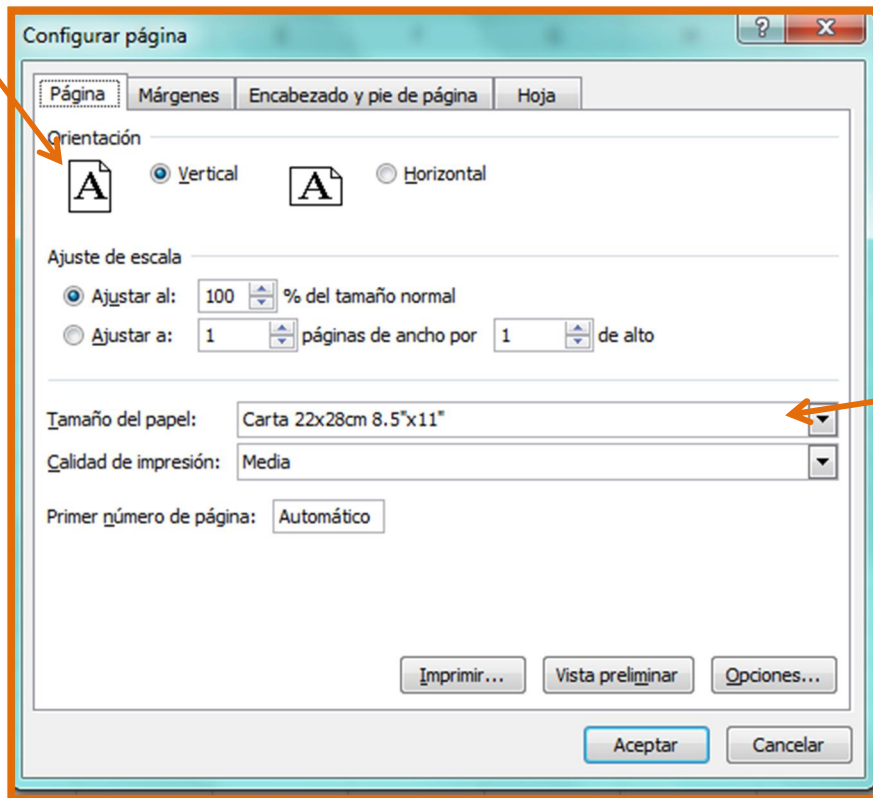 Configurar página
Página Márgenes Encabezado y pie de página Hoja
Orientación
A Vertical A Horizontal
Ajuste de escala
Ajustar al: 100 % del tamaño normal
Ajustar a: 1 páginas de ancho por 1 de alto
Tamaño del papel: Carta 22x28cm 8.5"x11"
Calidad de impresión: Media
Primer número de página: Automático
Imprimir... Vista preliminar Opciones...
Aceptar Cancelar